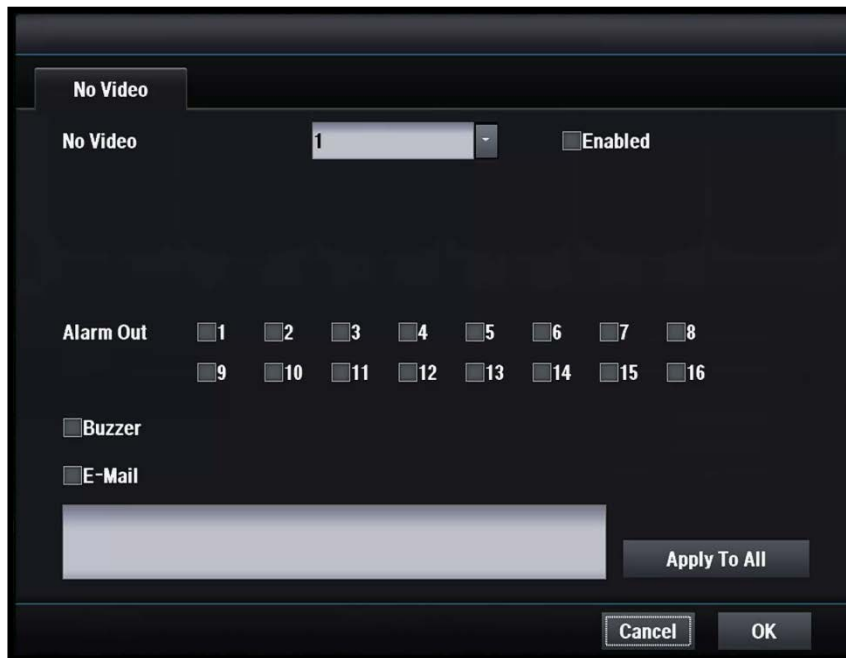 No Video
No Video 1 Enabled
Alarm Out 1 2 3 4 5 6 7 8
9 10 11 12 13 14 15 16
Buzzer
E-Mail
Apply To All
Cancel OK